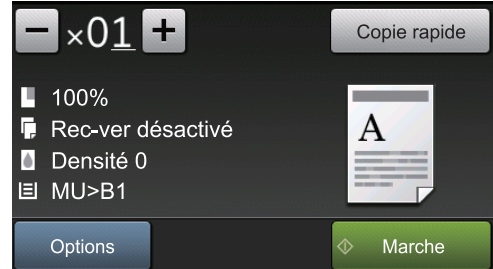 - ×01 + Copie rapide
100%
Rec-ver désactivé
Densité 0
MU>B1
A
Options Marche